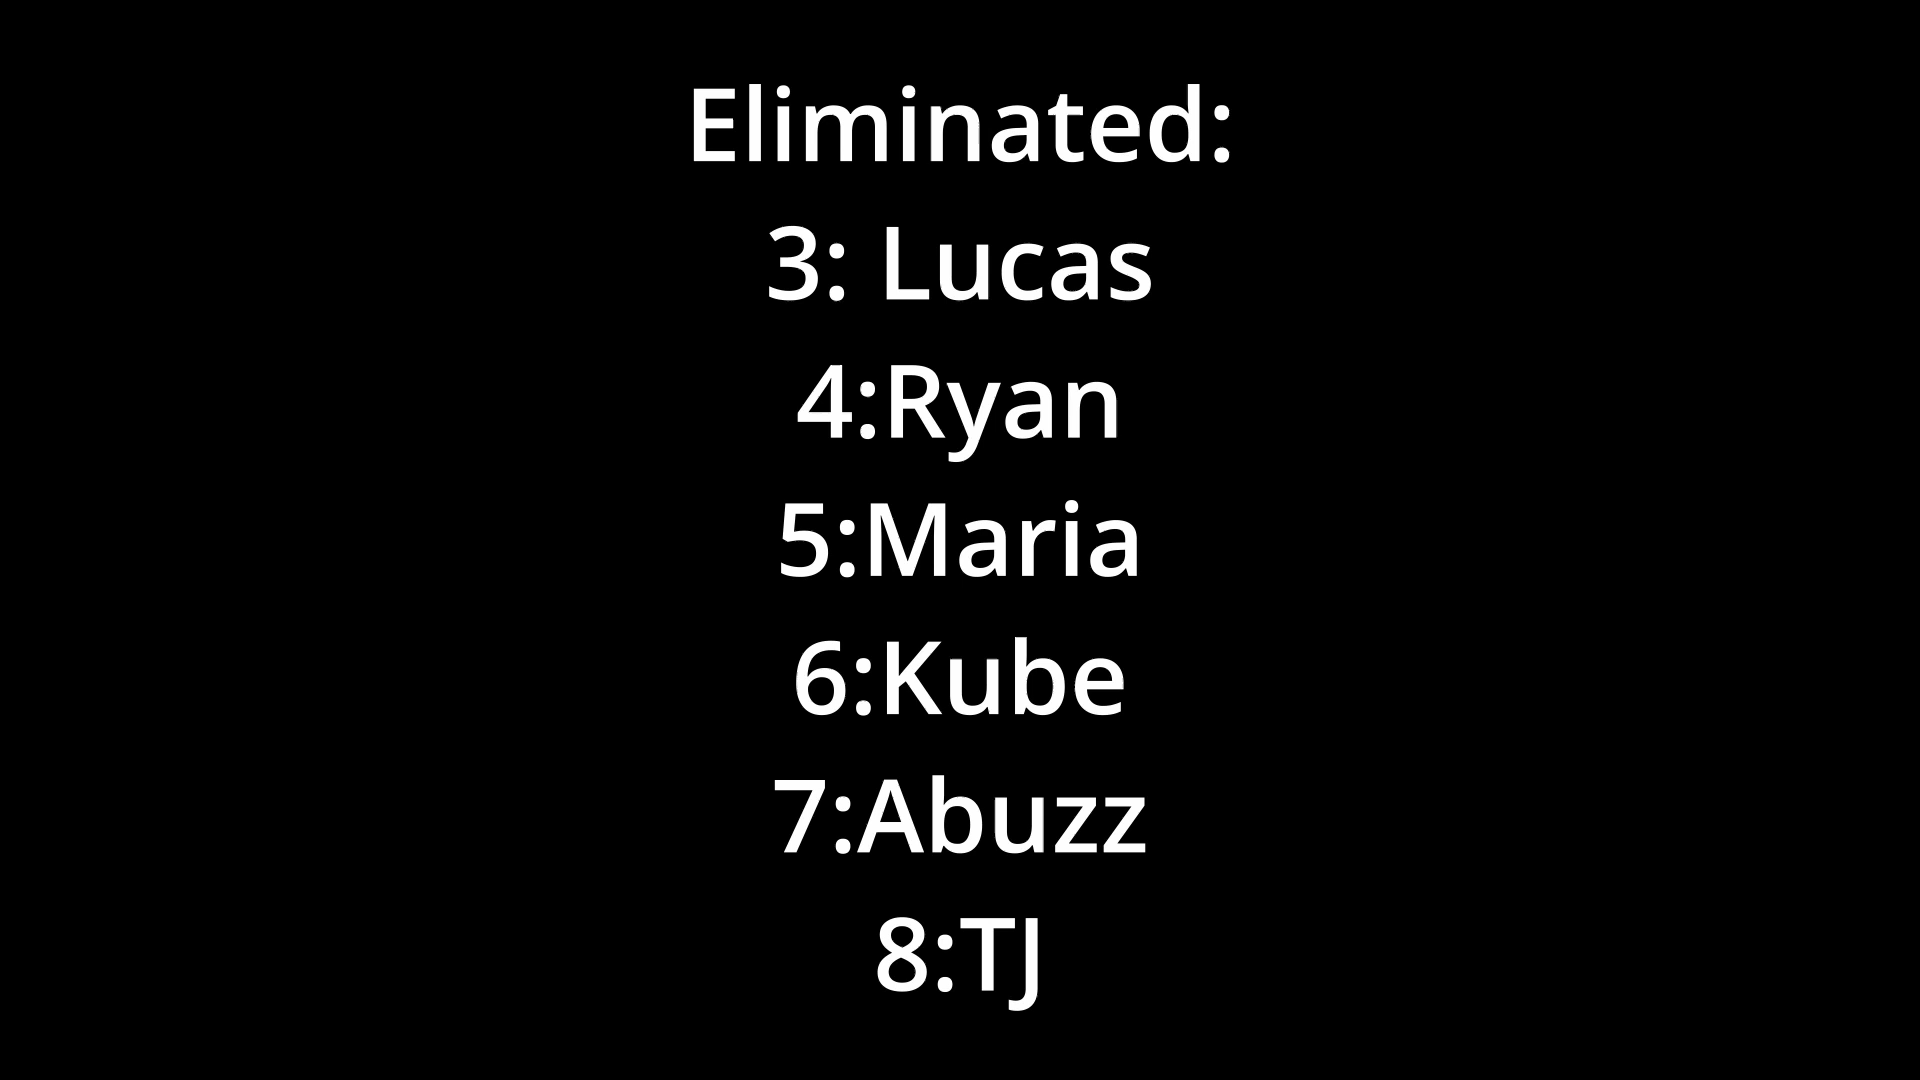 Eliminated:
3: Lucas
4:Ryan
5:Maria
6:Kube
7:Abuzz
8:TJ